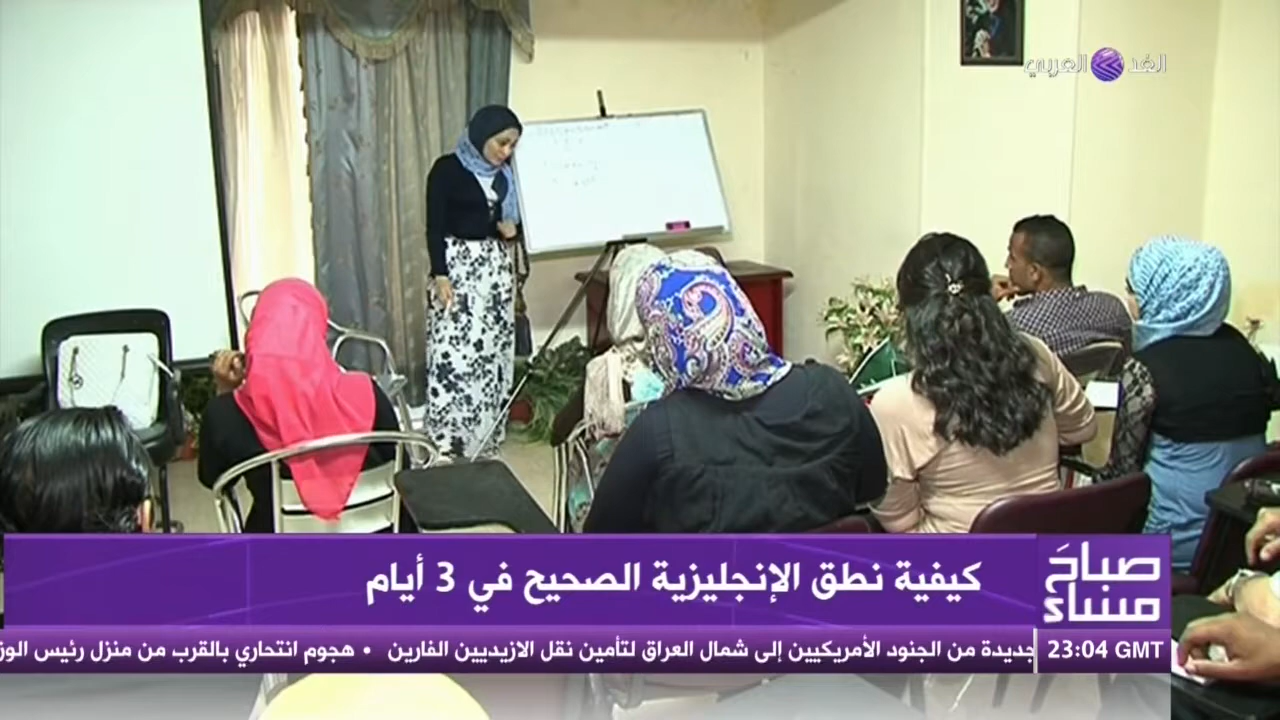 الغد العربي
كيفية نطق الإنجليزية الصحيح في 3 أيام
صباحَ مساءَ
23:04 GMT
جديدة من الجنود الأمريكيين إلى شمال العراق لتأمين نقل الازيديين الفارين • هجوم انتحاري بالقرب من منزل رئيس الوز